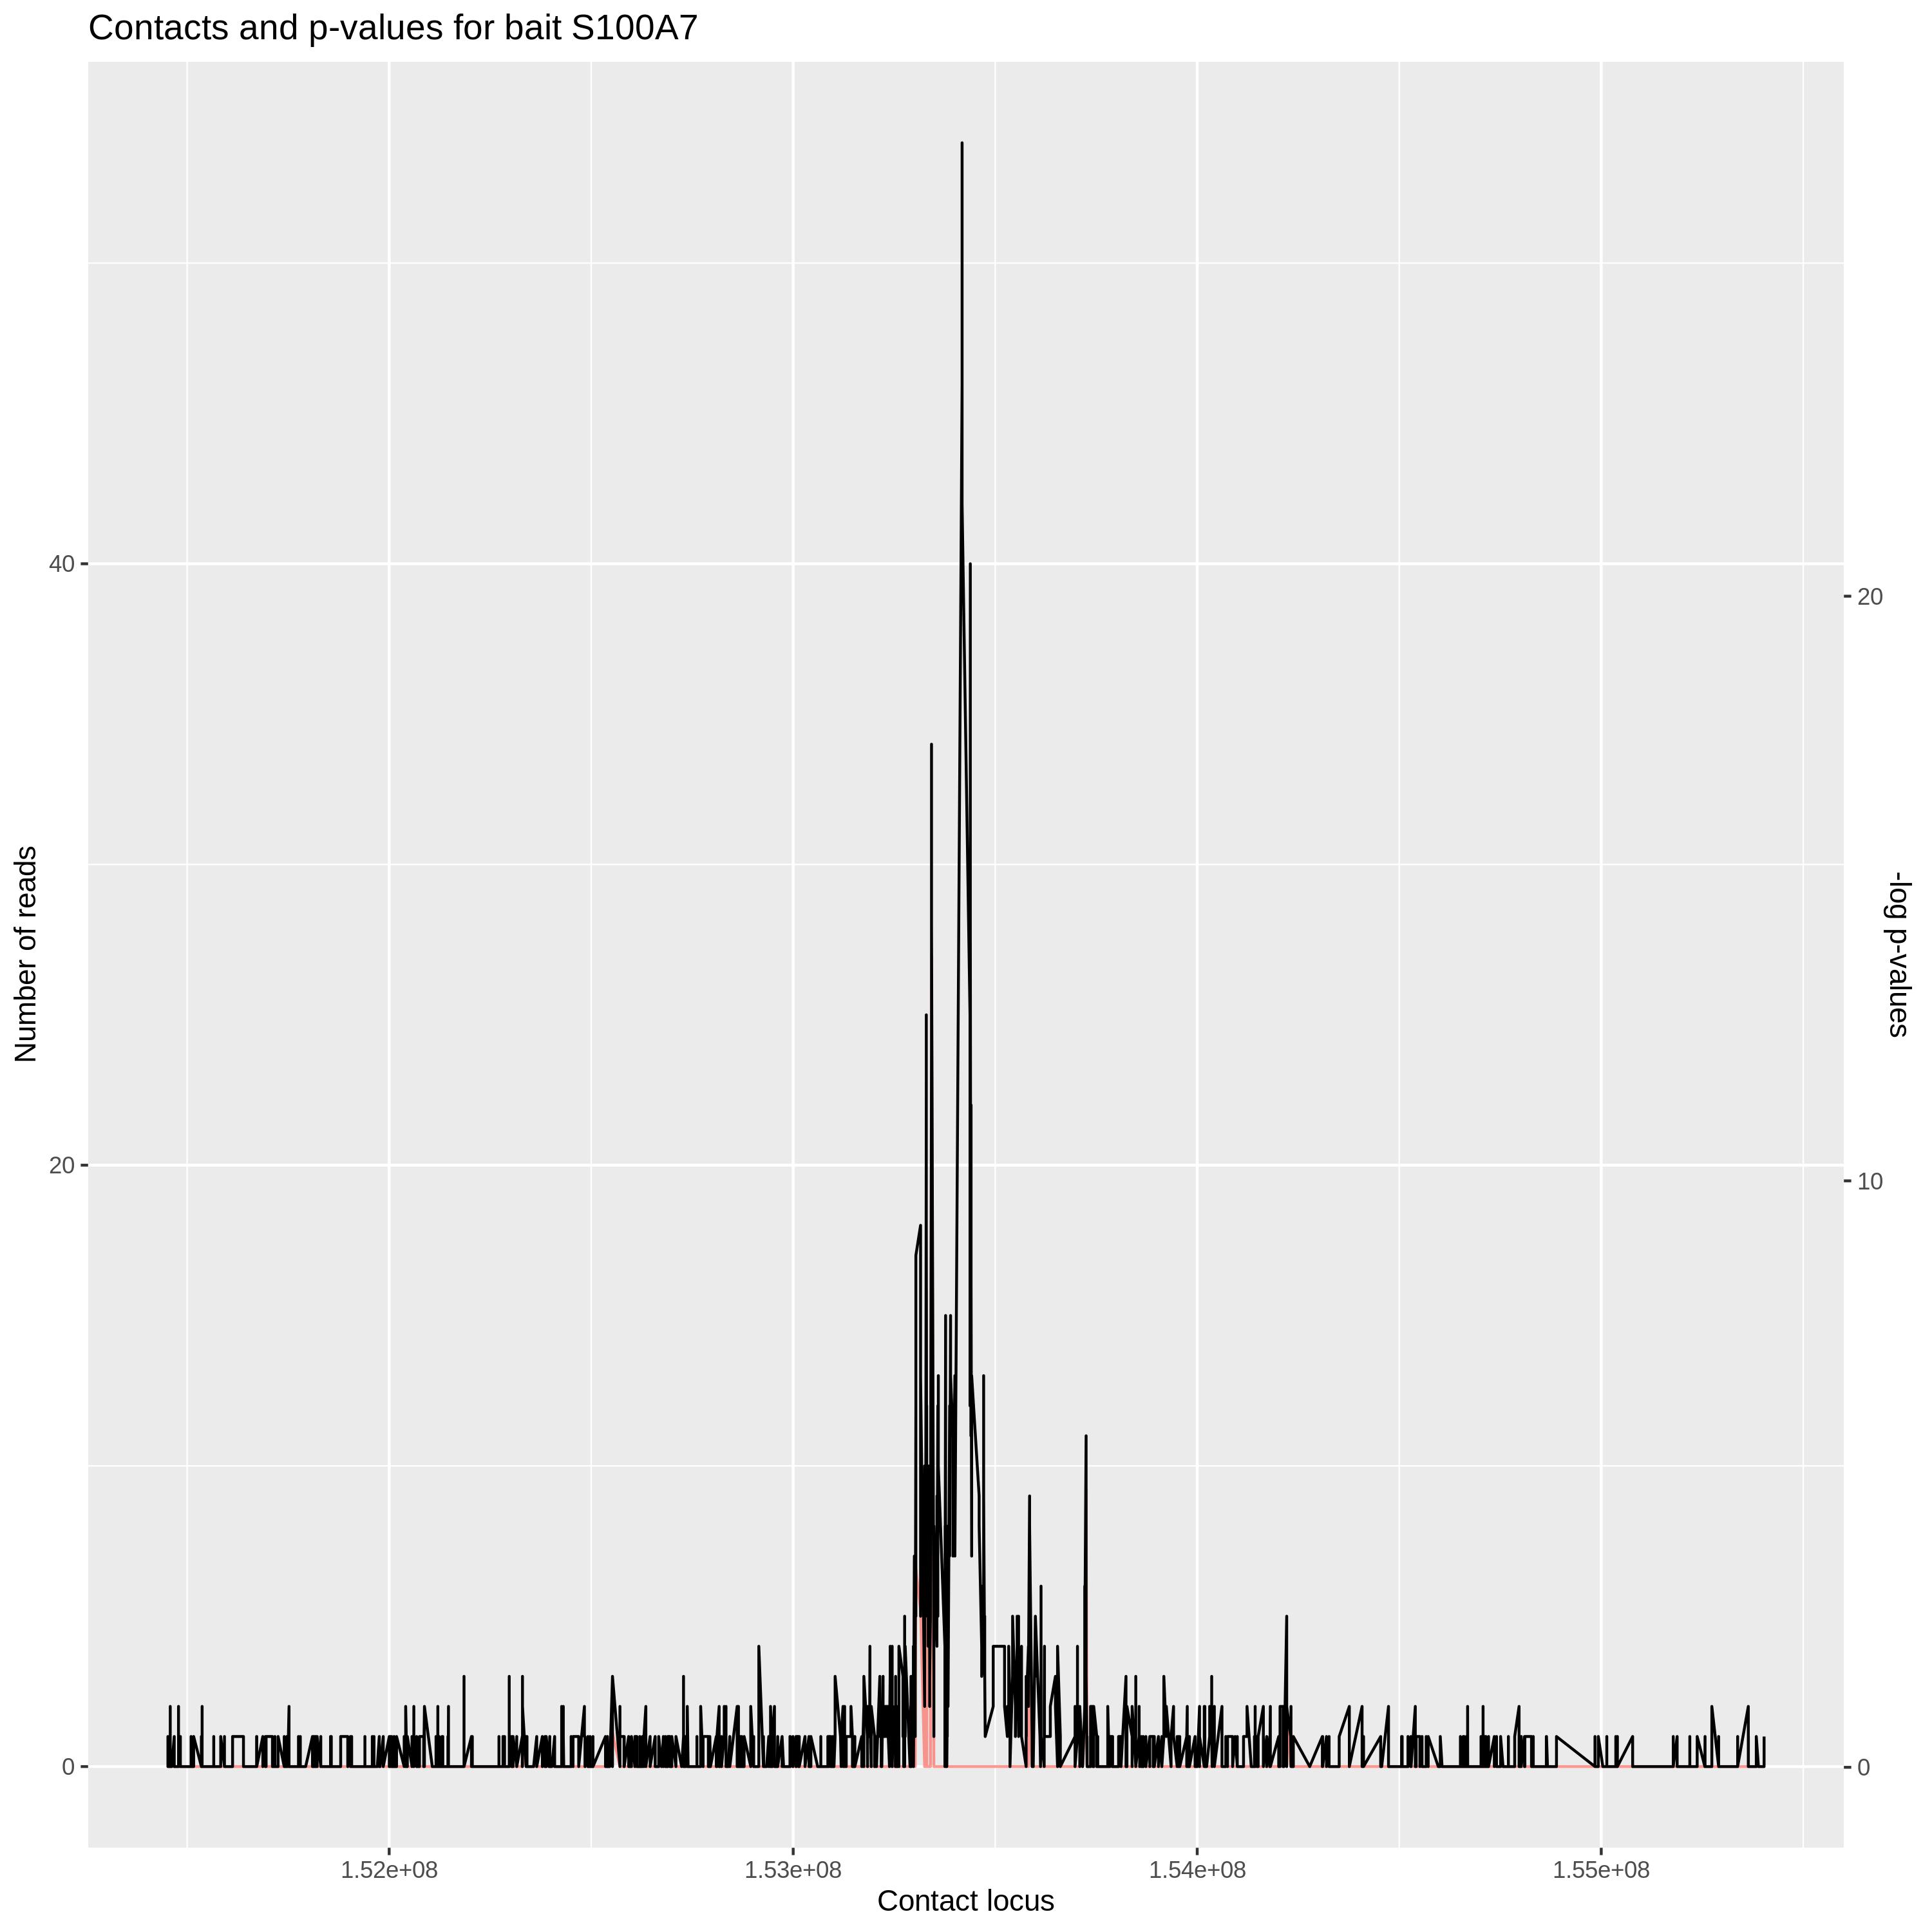 Contacts and p-values for bait S100A7
Number of reads
40
20
0
20
10
0
-log p-values
1.52e+08 1.53e+08 1.54e+08 1.55e+08
Contact locus